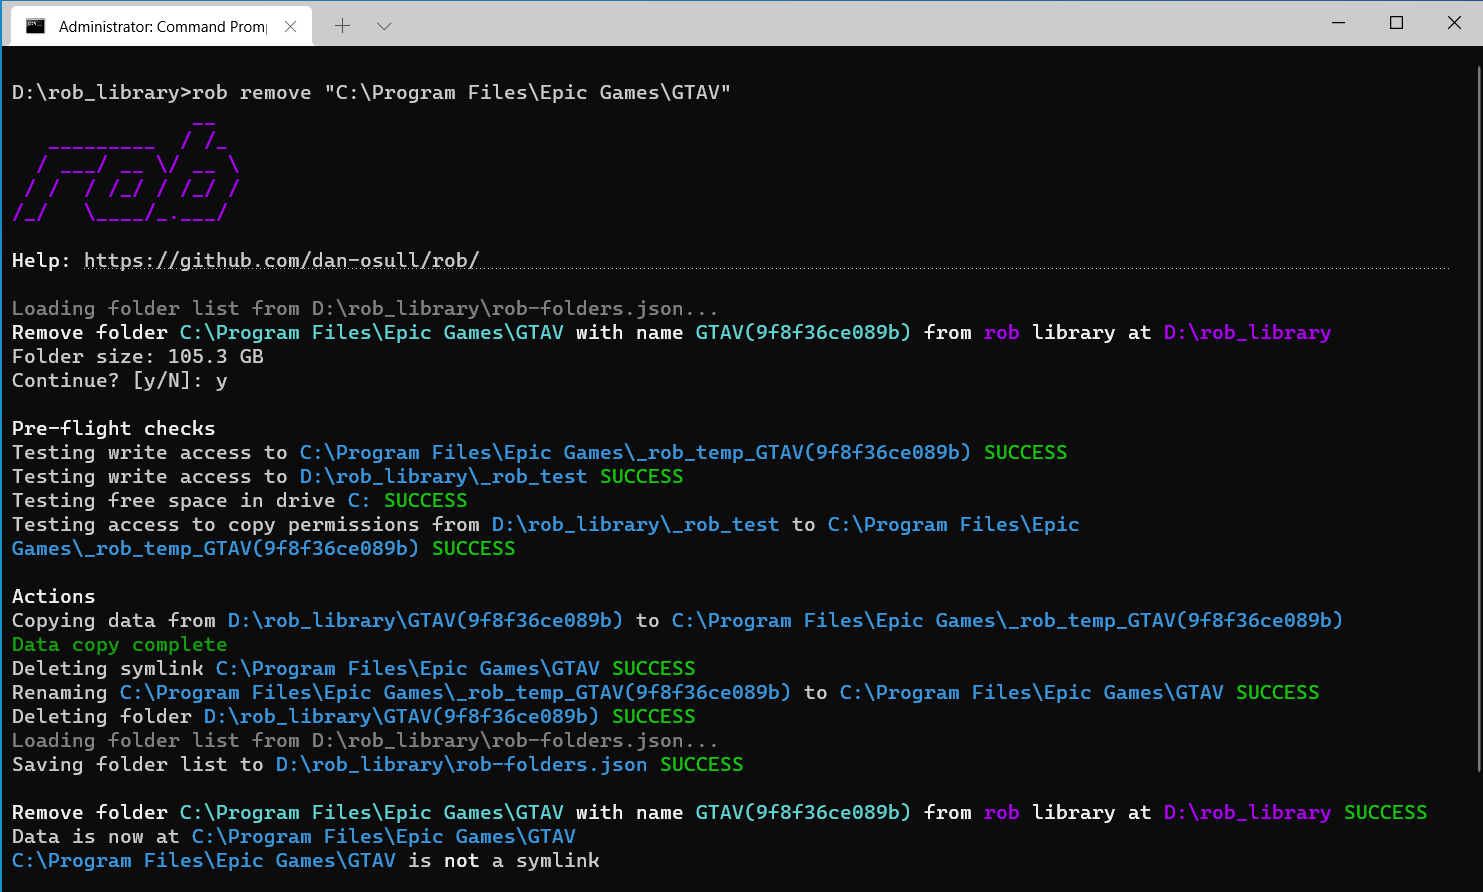 Administrator: Command Prom
D:\rob_library>rob remove "C:\Program Files\Epic Games\GTAV"
rob
Help: https://github.com/dan-osull/rob/
Loading folder list from D:\rob_library\rob-folders.json...
Remove folder C:\Program Files\Epic Games\GTAV with name GTAV(9f8f36ce089b) from rob library at D:\rob_library
Folder size: 105.3 GB
Continue? [y/N]: y
Pre-flight checks
Testing write access to C:\Program Files\Epic Games\_rob_temp_GTAV(9f8f36ce089b) SUCCESS
Testing write access to D:\rob_library\_rob_test SUCCESS
Testing free space in drive C: SUCCESS
Testing access to copy permissions from D:\rob_library\_rob_test to C:\Program Files\Epic
Games\_rob_temp_GTAV(9f8f36ce089b) SUCCESS
Actions
Copying data from D:\rob_library\GTAV(9f8f36ce089b) to C:\Program Files\Epic Games\_rob_temp_GTAV(9f8f36ce089b)
Data copy complete
Deleting symlink C:\Program Files\Epic Games\GTAV SUCCESS
Renaming C:\Program Files\Epic Games\_rob_temp_GTAV(9f8f36ce089b) to C:\Program Files\Epic Games\GTAV SUCCESS
Deleting folder D:\rob_library\GTAV(9f8f36ce089b) SUCCESS
Loading folder list from D:\rob_library\rob-folders.json...
Saving folder list to D:\rob_library\rob-folders.json SUCCESS
Remove folder C:\Program Files\Epic Games\GTAV with name GTAV(9f8f36ce089b) from rob library at D:\rob_library SUCCESS
Data is now at C:\Program Files\Epic Games\GTAV
C:\Program Files\Epic Games\GTAV is not a symlink